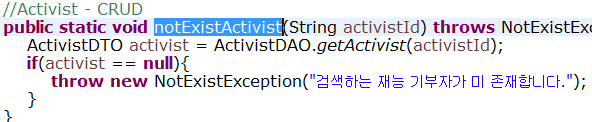 //Activist - CRUD
public static void notExistActivist(String activistId) throws NotExistExc
ActivistDTO activist = ActivistDAO.getActivist(activistId);
if(activist == null){
throw new NotExistException("검색하는 재능 기부자가 미 존재합니다.");
}
}